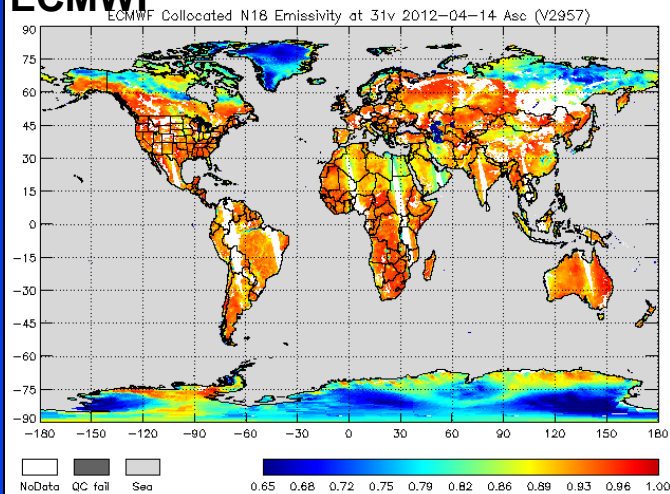 ECMWF
ECMWF Collocated N18 Emissivity at 31v 2012-04-14 Asc (V2957)
90
75
60
45
30
15
0
-15
-30
-45
-60
-75
-90
-180 -150 -120 -90 -60 -30 0 30 60 90 120 150 180
NoData QC fail Sea
0.65 0.68 0.72 0.75 0.79 0.82 0.86 0.89 0.93 0.96 1.00